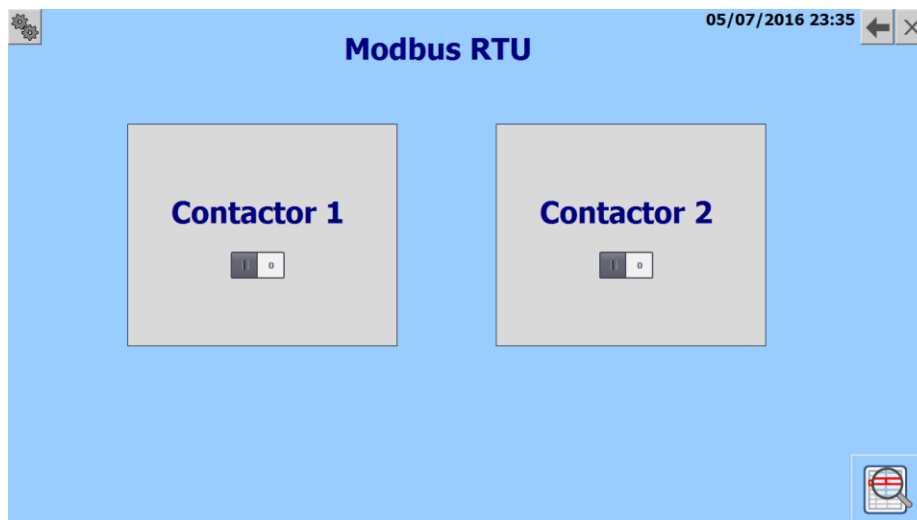 05/07/2016 23:35
Modbus RTU
Contactor 1
Contactor 2
I 0
I 0